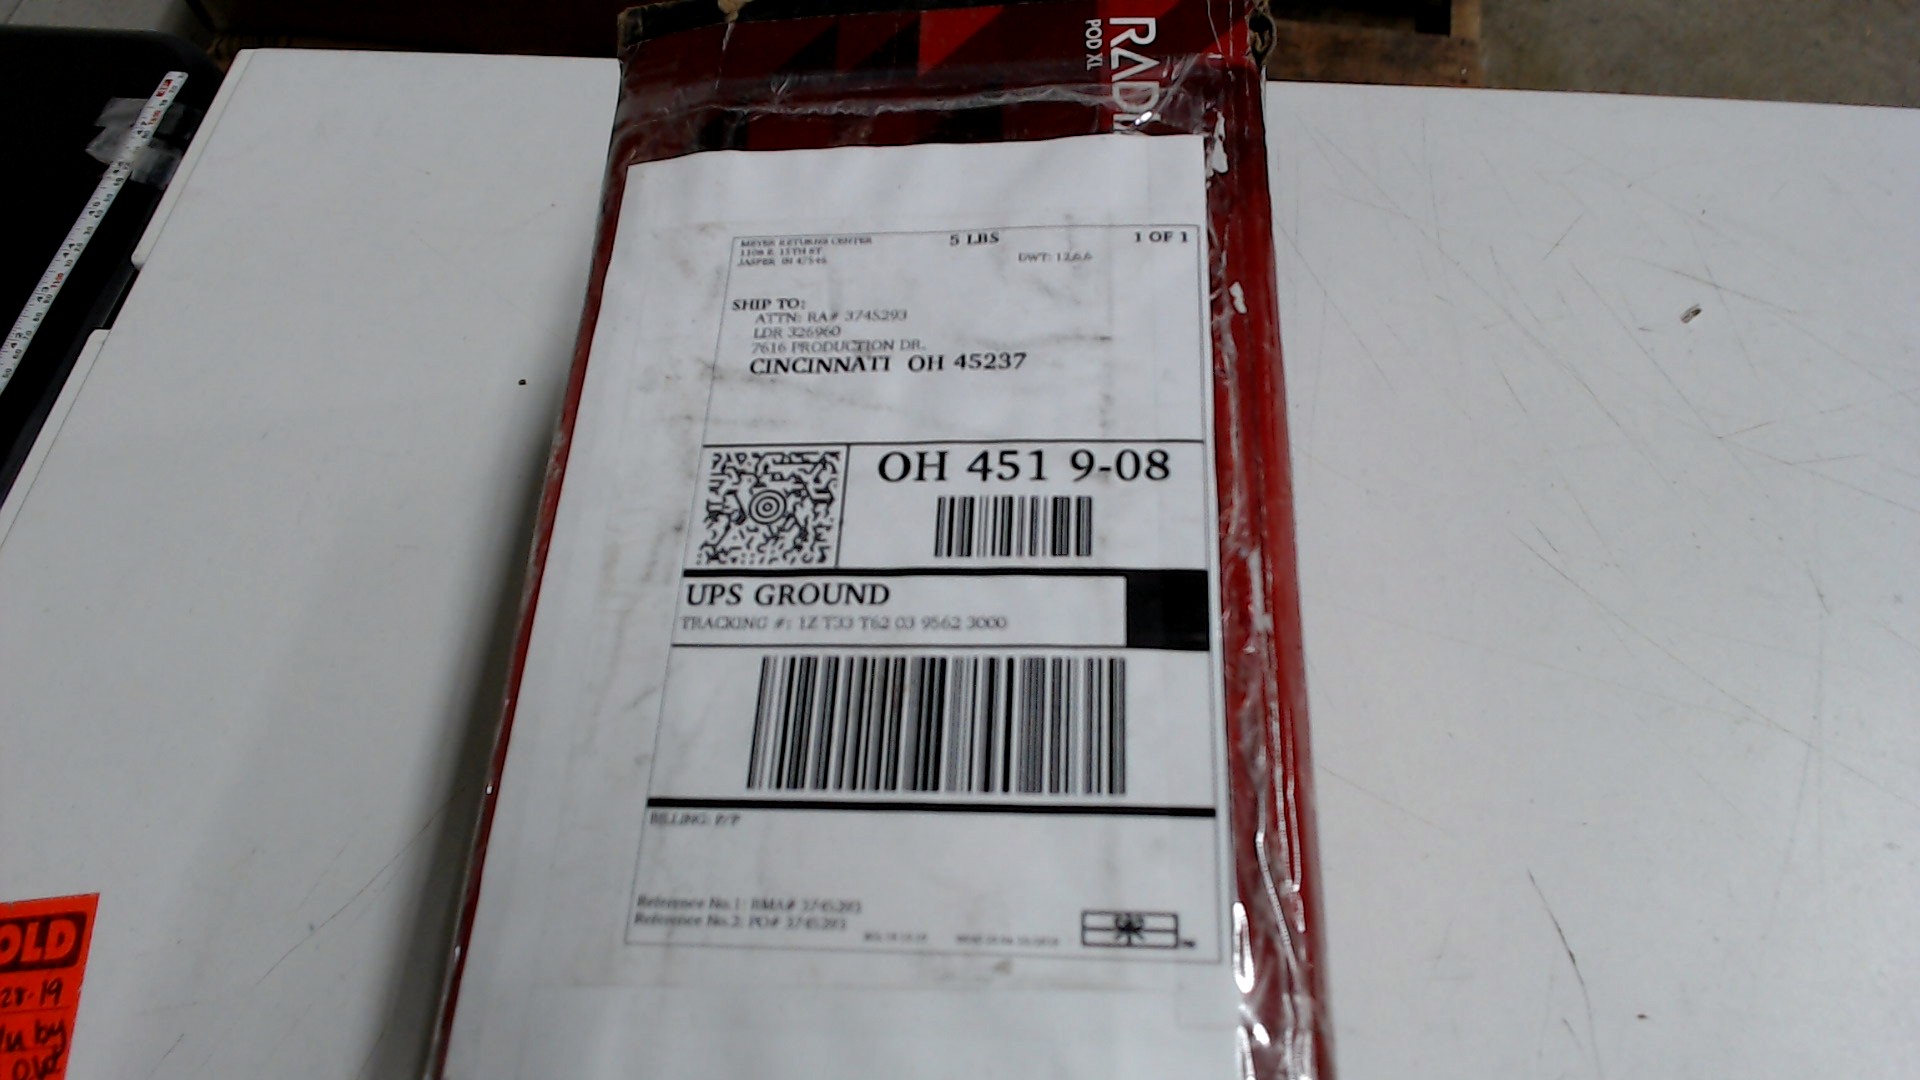 POD XL
MEYER RETURNS CENTER
1108 E 15TH ST
JASPER IN 47546
5 LBS
1 OF 1
DWT: 12,6,6
SHIP TO:
ATTN: RA# 3745293
LDR 326960
7616 PRODUCTION DR.
CINCINNATI OH 45237
OH 451 9-08
UPS GROUND
TRACKING #: 1Z T33 T62 03 9562 3000
BILLING: P/P
Reference No.1: RMA# 3745293
Reference No.2: PO# 3745293
OLD
28-19
by